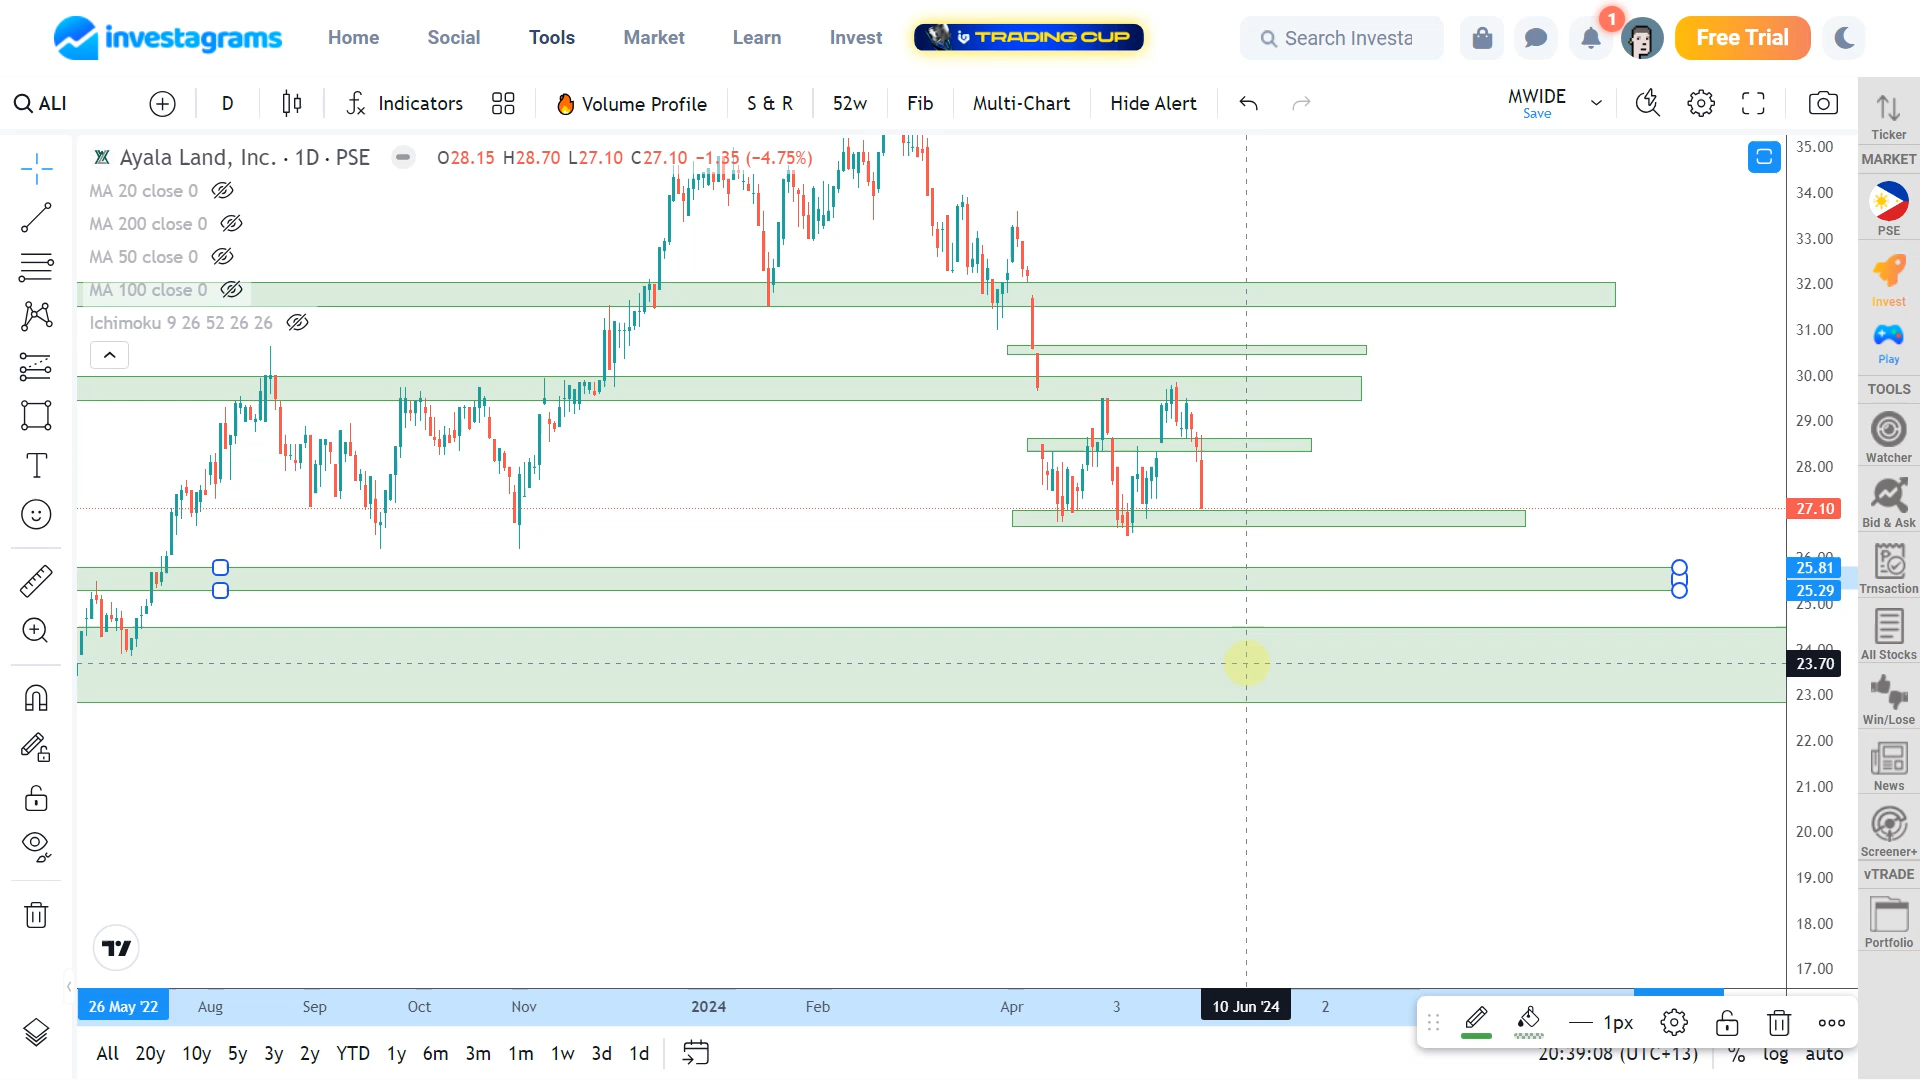 investagrams Home Social Tools Market Learn Invest TRADING CUP Search Investa 1 Free Trial
ALI D Indicators Volume Profile S & R 52w Fib Multi-Chart Hide Alert MWIDE Save
Ayala Land, Inc. · 1D · PSE O28.15 H28.70 L27.10 C27.10 −1.35 (−4.75%)
MA 20 close 0
MA 200 close 0
MA 50 close 0
MA 100 close 0
Ichimoku 9 26 52 26 26
T
35.00
34.00
33.00
32.00
31.00
30.00
29.00
28.00
27.10
26.00
25.81
25.29
25.00
24.00
23.70
23.00
22.00
21.00
20.00
19.00
18.00
17.00
Ticker
MARKET
PSE
Invest
Play
TOOLS
Watcher
Bid & Ask
Trnsaction
All Stocks
Win/Lose
News
Screener+
vTRADE
Portfolio
26 May '22 Aug Sep Oct Nov 2024 Feb Apr 3 10 Jun '24 2
1px
All 20y 10y 5y 3y 2y YTD 1y 6m 3m 1m 1w 3d 1d
20:39:08 (UTC+13) % log auto